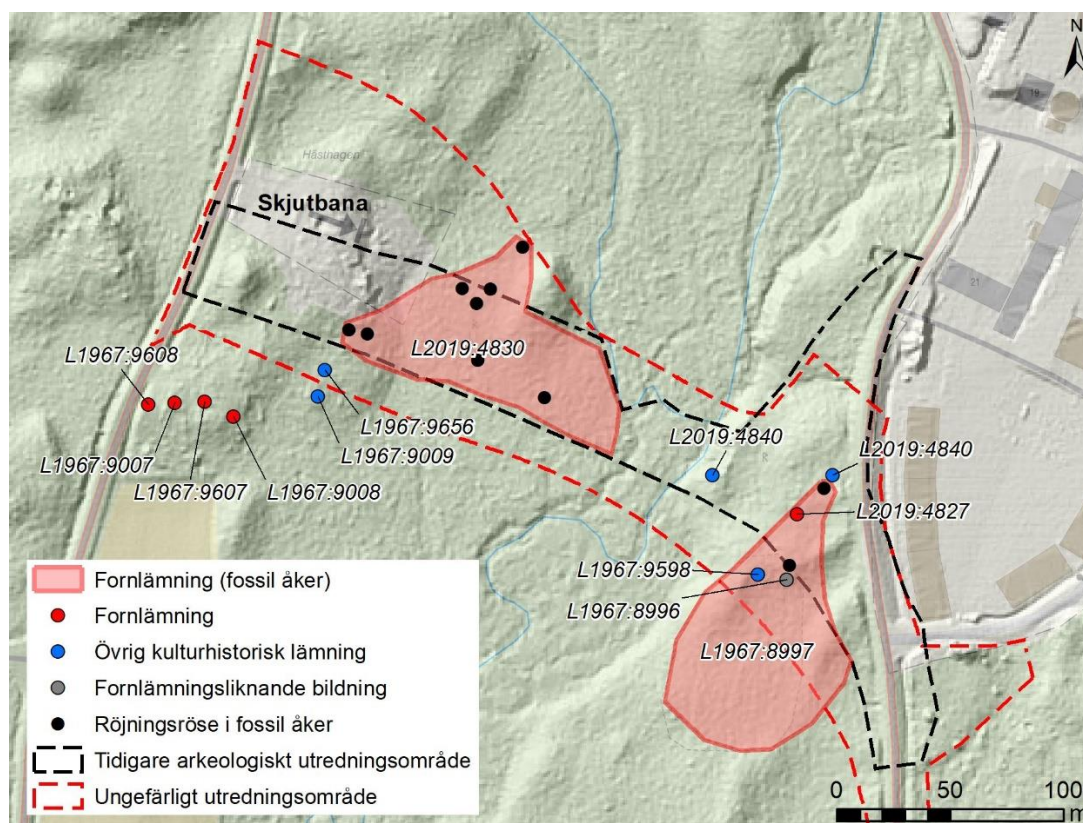 N
19
Hästhagen
Skjutbana
21
L2019:4830
L1967:9608
L1967:9656
L2019:4840
L2019:4840
L1967:9007
L1967:9009
L1967:9607
L1967:9008
L2019:4827
L1967:9598
L1967:8996
L1967:8997
Fornlämning (fossil åker)
Fornlämning
Övrig kulturhistorisk lämning
Fornlämningsliknande bildning
Röjningsröse i fossil åker
Tidigare arkeologiskt utredningsområde
Ungefärligt utredningsområde
0 50 100
m